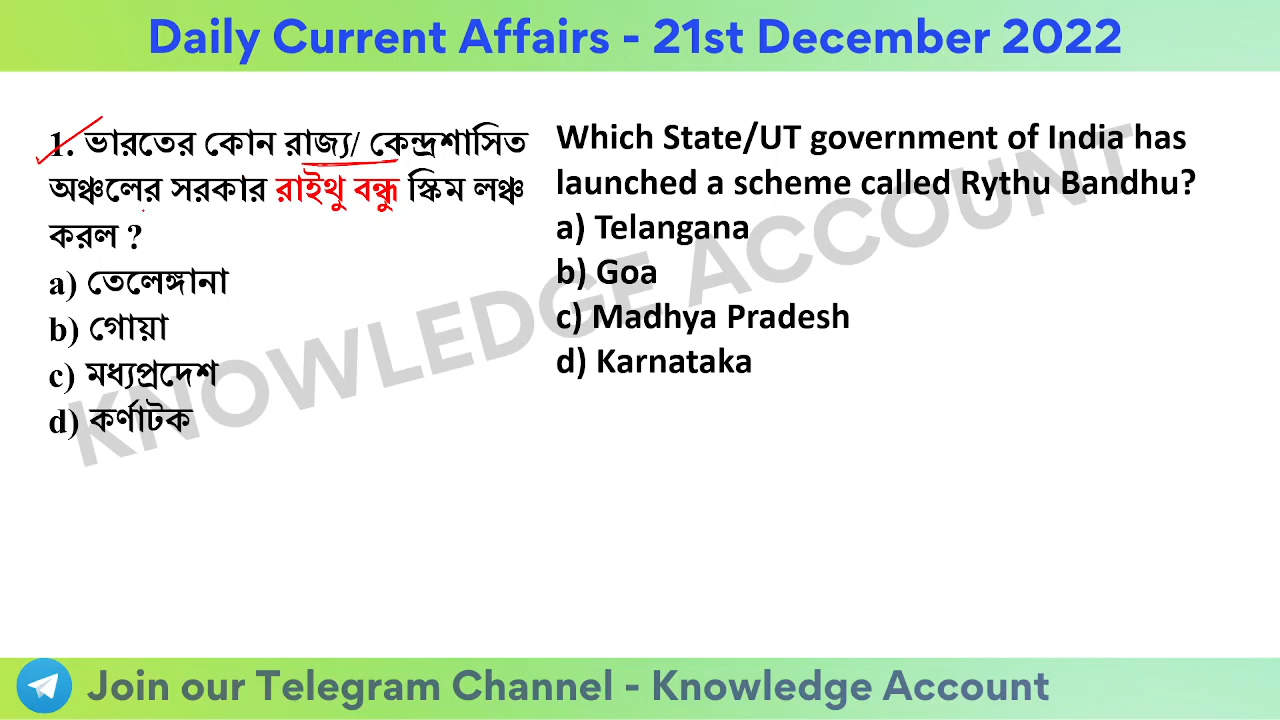 Daily Current Affairs - 21st December 2022
1. ভারতের কোন রাজ্য/ কেন্দ্রশাসিত
অঞ্চলের সরকার রাইথু বন্ধু স্কিম লঞ্চ
করল ?
a) তেলেঙ্গানা
b) গোয়া
c) মধ্যপ্রদেশ
d) কর্ণাটক
Which State/UT government of India has
launched a scheme called Rythu Bandhu?
a) Telangana
b) Goa
c) Madhya Pradesh
d) Karnataka
KNOWLEDGE ACCOUNT
Join our Telegram Channel - Knowledge Account